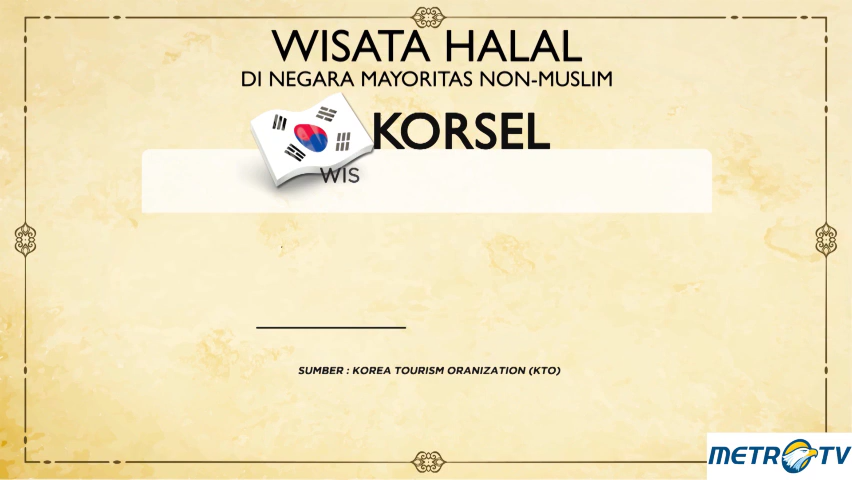 WISATA HALAL
DI NEGARA MAYORITAS NON-MUSLIM
KORSEL
WIS
SUMBER : KOREA TOURISM ORANIZATION (KTO)
METRO TV